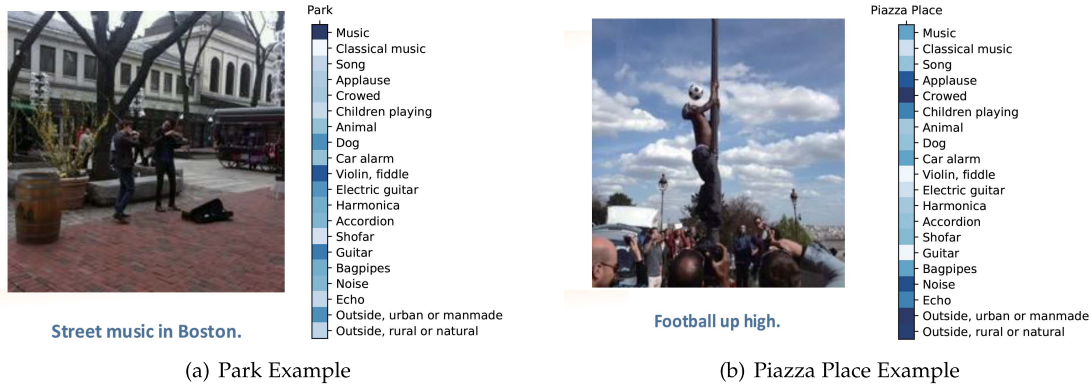 Park
Music
Classical music
Song
Applause
Crowed
Children playing
Animal
Dog
Car alarm
Violin, fiddle
Electric guitar
Harmonica
Accordion
Shofar
Guitar
Bagpipes
Noise
Echo
Outside, urban or manmade
Outside, rural or natural
Street music in Boston.
(a) Park Example
Piazza Place
Music
Classical music
Song
Applause
Crowed
Children playing
Animal
Dog
Car alarm
Violin, fiddle
Electric guitar
Harmonica
Accordion
Shofar
Guitar
Bagpipes
Noise
Echo
Outside, urban or manmade
Outside, rural or natural
Football up high.
(b) Piazza Place Example